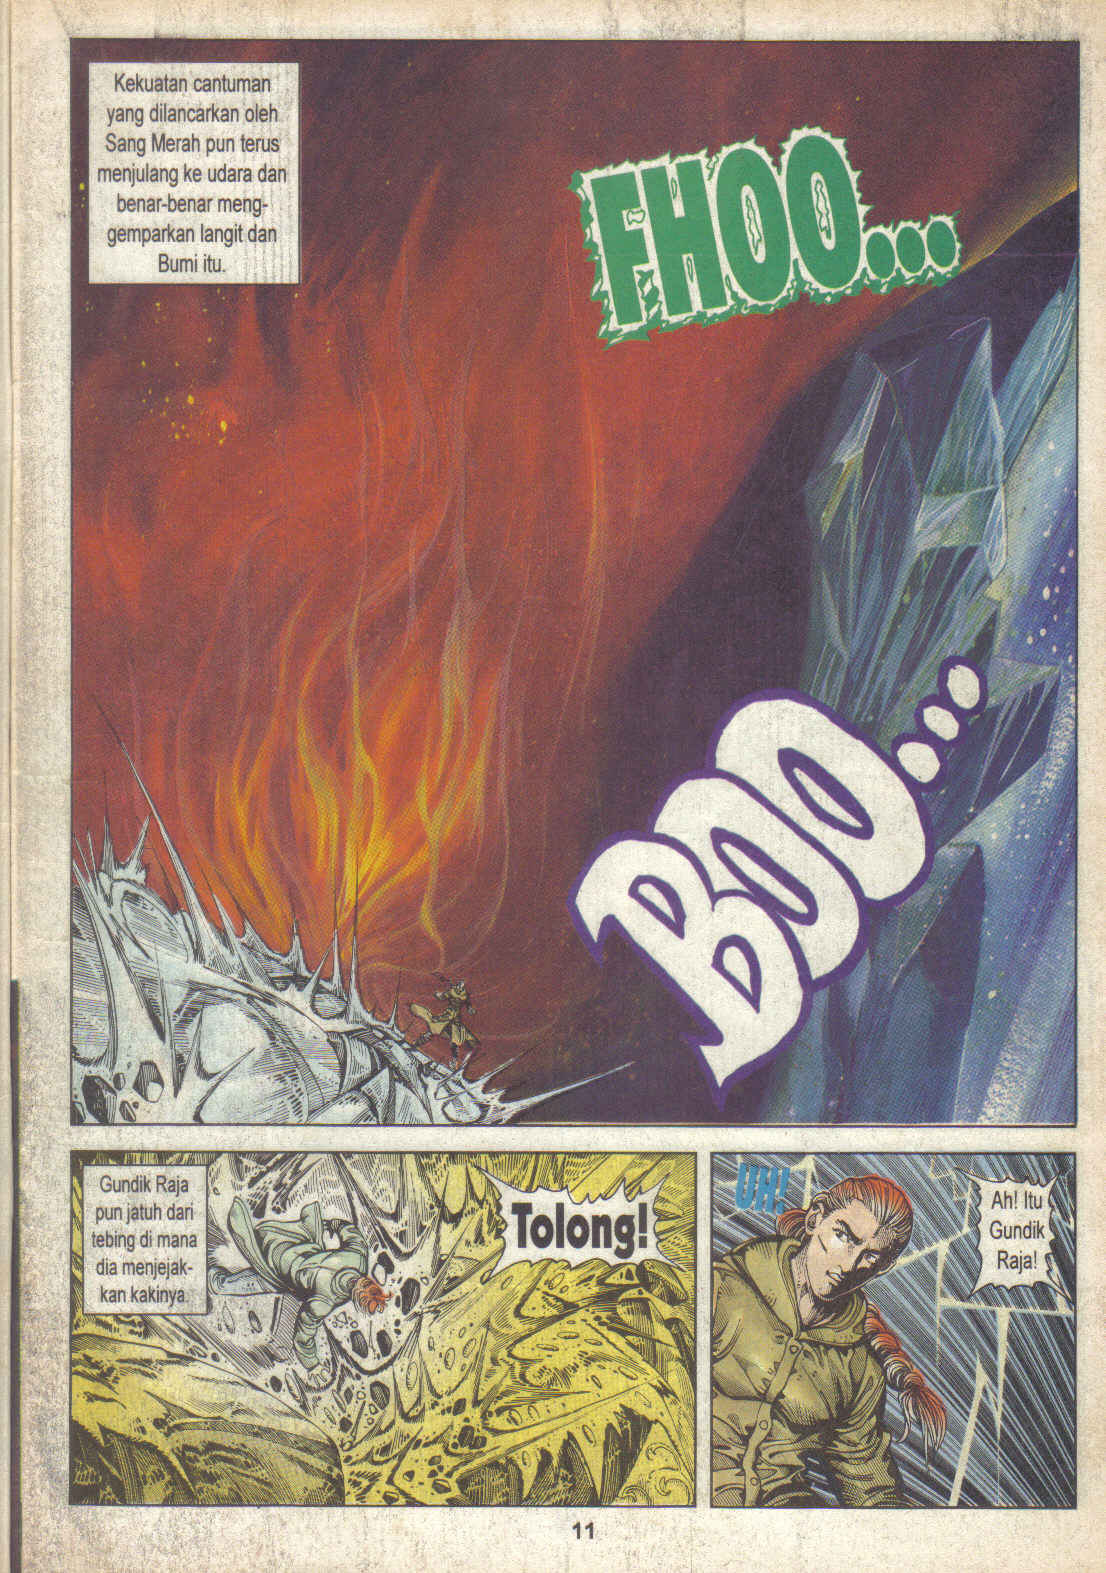 Kekuatan cantuman
yang dilancarkan oleh
Sang Merah pun terus
menjulang ke udara dan
benar-benar meng-
gemparkan langit dan
Bumi itu.
FHOO...
BOO...
Gundik Raja
pun jatuh dari
tebing di mana
dia menjejak-
kan kakinya.
Tolong!
UH!
Ah! Itu
Gundik
Raja!
11